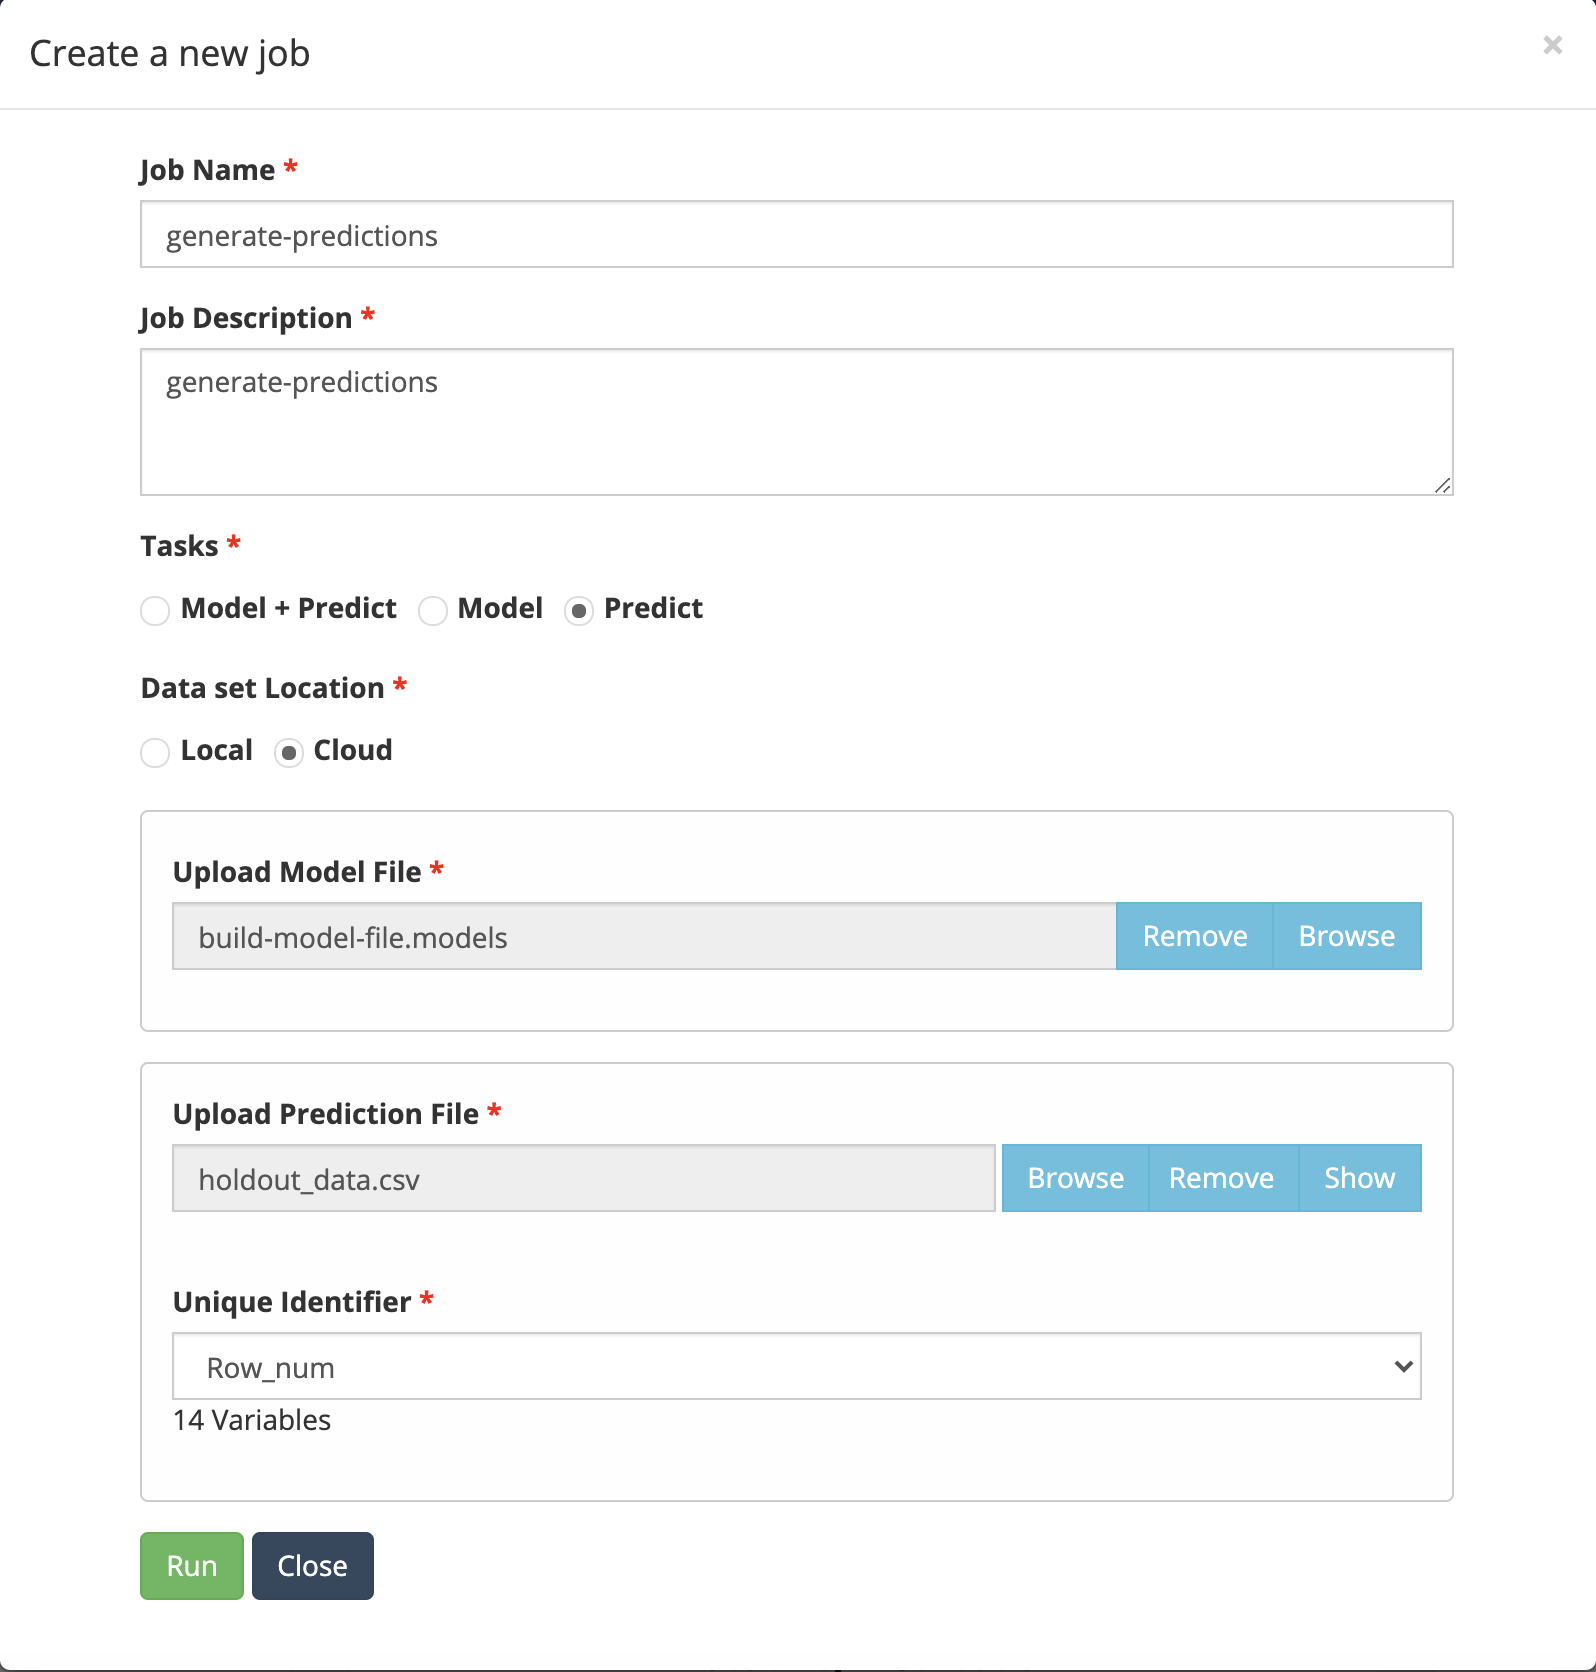 Create a new job
×
Job Name *
generate-predictions
Job Description *
generate-predictions
Tasks *
Model + Predict Model Predict
Data set Location *
Local Cloud
Upload Model File *
build-model-file.models Remove Browse
Upload Prediction File *
holdout_data.csv Browse Remove Show
Unique Identifier *
Row_num
14 Variables
Run Close